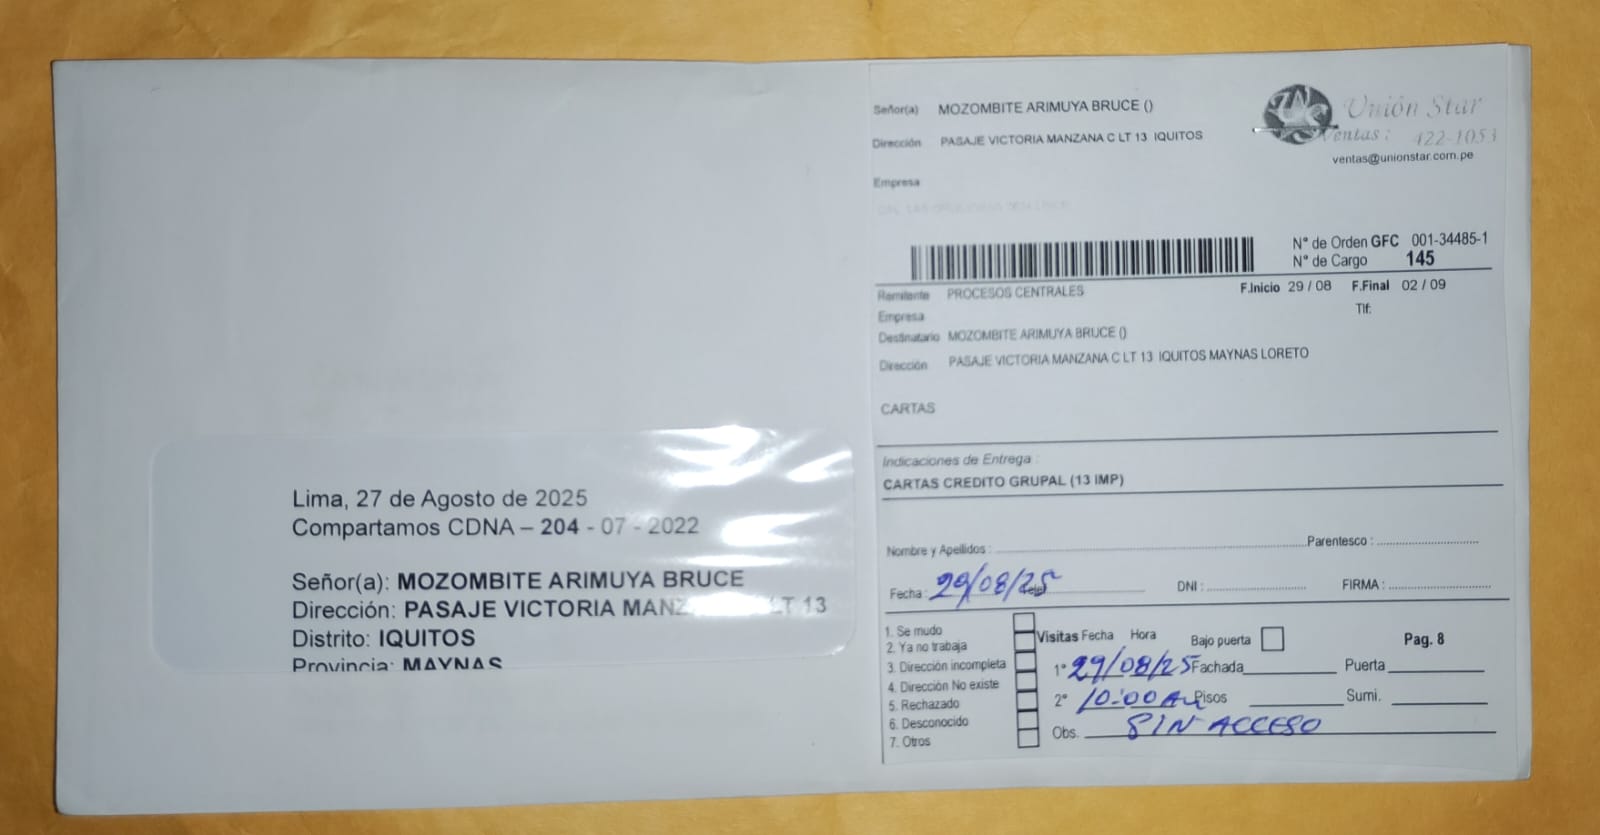 Lima, 27 de Agosto de 2025
Compartamos CDNA – 204 - 07 - 2022
Señor(a): MOZOMBITE ARIMUYA BRUCE
Dirección: PASAJE VICTORIA MANZ LT 13
Distrito: IQUITOS
Provincia: MAYNAS
Señor(a) MOZOMBITE ARIMUYA BRUCE ()
Dirección PASAJE VICTORIA MANZANA C LT 13 IQUITOS
Empresa
Unión Star
Ventas : 422-1053
ventas@unionstar.com.pe
N° de Orden GFC 001-34485-1
N° de Cargo 145
Remitente PROCESOS CENTRALES
F.Inicio 29 / 08 F.Final 02 / 09
Empresa
Tlf:
Destinatario MOZOMBITE ARIMUYA BRUCE ()
Dirección PASAJE VICTORIA MANZANA C LT 13 IQUITOS MAYNAS LORETO
CARTAS
Indicaciones de Entrega :
CARTAS CREDITO GRUPAL (13 IMP)
Nombre y Apellidos : Parentesco :
Fecha : 29/08/25 DNI : FIRMA :
1. Se mudo
2. Ya no trabaja
3. Dirección incompleta
4. Dirección No existe
5. Rechazado
6. Desconocido
7. Otros
Visitas Fecha Hora Bajo puerta Pag. 8
1° 29/08/25 Fachada Puerta
2° 10:00 A Pisos Sumi.
Obs. SIN ACCESO